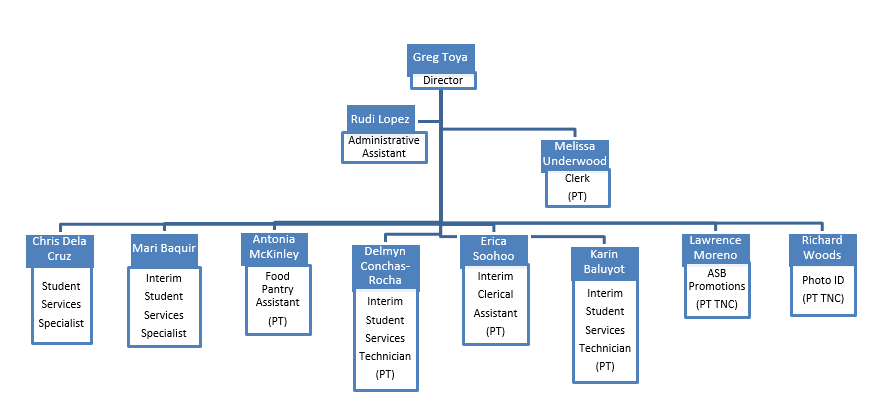 Greg Toya
Director
Rudi Lopez
Administrative
Assistant
Melissa
Underwood
Clerk
(PT)
Chris Dela
Cruz
Student
Services
Specialist
Mari Baquir
Interim
Student
Services
Specialist
Antonia
McKinley
Food
Pantry
Assistant
(PT)
Delmyn
Conchas-
Rocha
Interim
Student
Services
Technician
(PT)
Erica
Soohoo
Interim
Clerical
Assistant
(PT)
Karin
Baluyot
Interim
Student
Services
Technician
(PT)
Lawrence
Moreno
ASB
Promotions
(PT TNC)
Richard
Woods
Photo ID
(PT TNC)